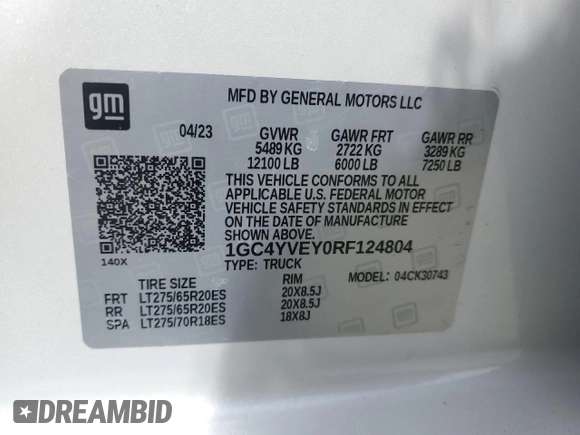 gm
MFD BY GENERAL MOTORS LLC
04/23 GVWR GAWR FRT GAWR RR
5489 KG 2722 KG 3289 KG
12100 LB 6000 LB 7250 LB
THIS VEHICLE CONFORMS TO ALL
APPLICABLE U.S. FEDERAL MOTOR
VEHICLE SAFETY STANDARDS IN EFFECT
ON THE DATE OF MANUFACTURE
SHOWN ABOVE.
1GC4YVEY0RF124804
140X TYPE: TRUCK MODEL: 04CK30743
TIRE SIZE RIM
FRT LT275/65R20ES 20X8.5J
RR LT275/65R20ES 20X8.5J
SPA LT275/70R18ES 18X8J
DREAMBID